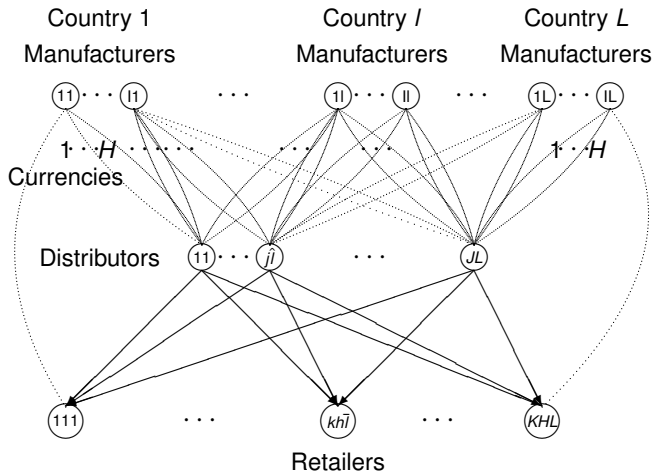 Country 1 Country l Country L
Manufacturers Manufacturers Manufacturers
11 · · · I1 · · · 1l · · · Il · · · 1L · · · IL
1 · · · H · · · · · · · · · · · · 1 · · · H
Currencies
Distributors 11 · · · jl̂ · · · JL
111 · · · khl̄ · · · KHL
Retailers